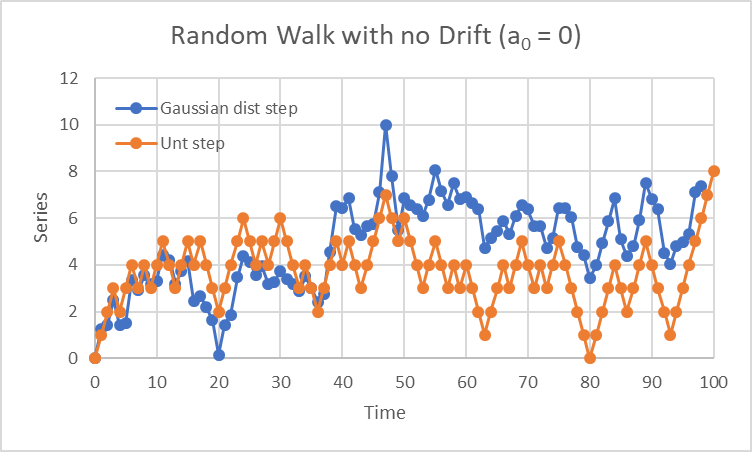 Random Walk with no Drift (a₀ = 0)
12
10
8
6
4
2
0
Series
Gaussian dist step
Unt step
0 10 20 30 40 50 60 70 80 90 100
Time